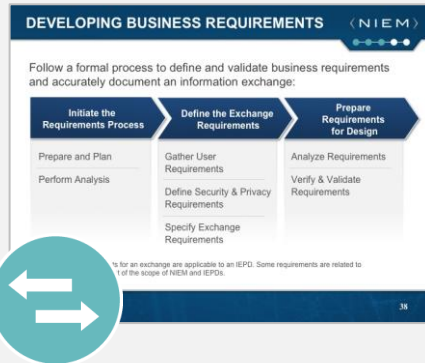 DEVELOPING BUSINESS REQUIREMENTS
〈NIEM〉
Follow a formal process to define and validate business requirements
and accurately document an information exchange:
Initiate the
Requirements Process
Define the Exchange
Requirements
Prepare
Requirements
for Design
Prepare and Plan
Perform Analysis
Gather User
Requirements
Define Security & Privacy
Requirements
Specify Exchange
Requirements
Analyze Requirements
Verify & Validate
Requirements
for an exchange are applicable to an IEPD. Some requirements are related to
of the scope of NIEM and IEPDs.
38